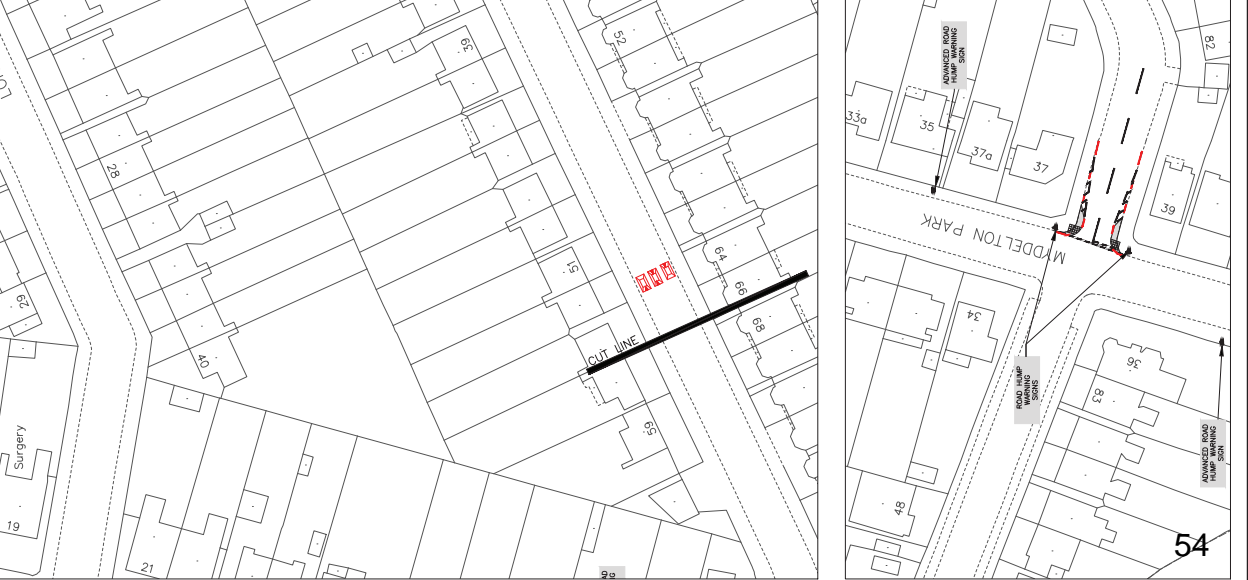 52
39
28
51
64
66
68
29
40
CUT LINE
59
Surgery
19
21
ADVANCED ROAD
HUMP WARNING
SIGN
82
33a
35
37a
37
39
MYDDELTON PARK
34
ROAD HUMP
WARNING
SIGNS
36
83
48
ADVANCED ROAD
HUMP WARNING
SIGN
54